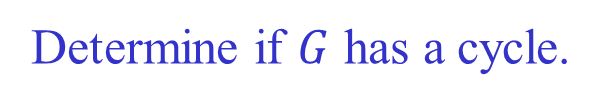 Determine if G has a cycle.